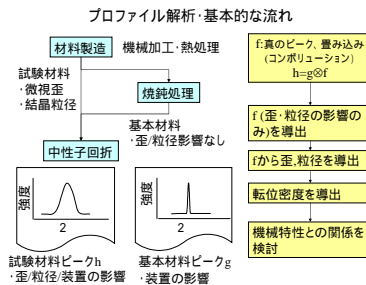 プロファイル解析・基本的な流れ
材料製造
機械加工・熱処理
試験材料
・微視歪
・結晶粒径
焼鈍処理
基本材料
・歪/粒径影響なし
中性子回折
強度
2
試験材料ピークh
・歪/粒径/装置の影響
強度
2
基本材料ピークg
・装置の影響
f:真のピーク、畳み込み
(コンボリューション)
h=g⊗f
f (歪・粒径の影響の
み)を導出
fから歪,粒径を導出
転位密度を導出
機械特性との関係を
検討